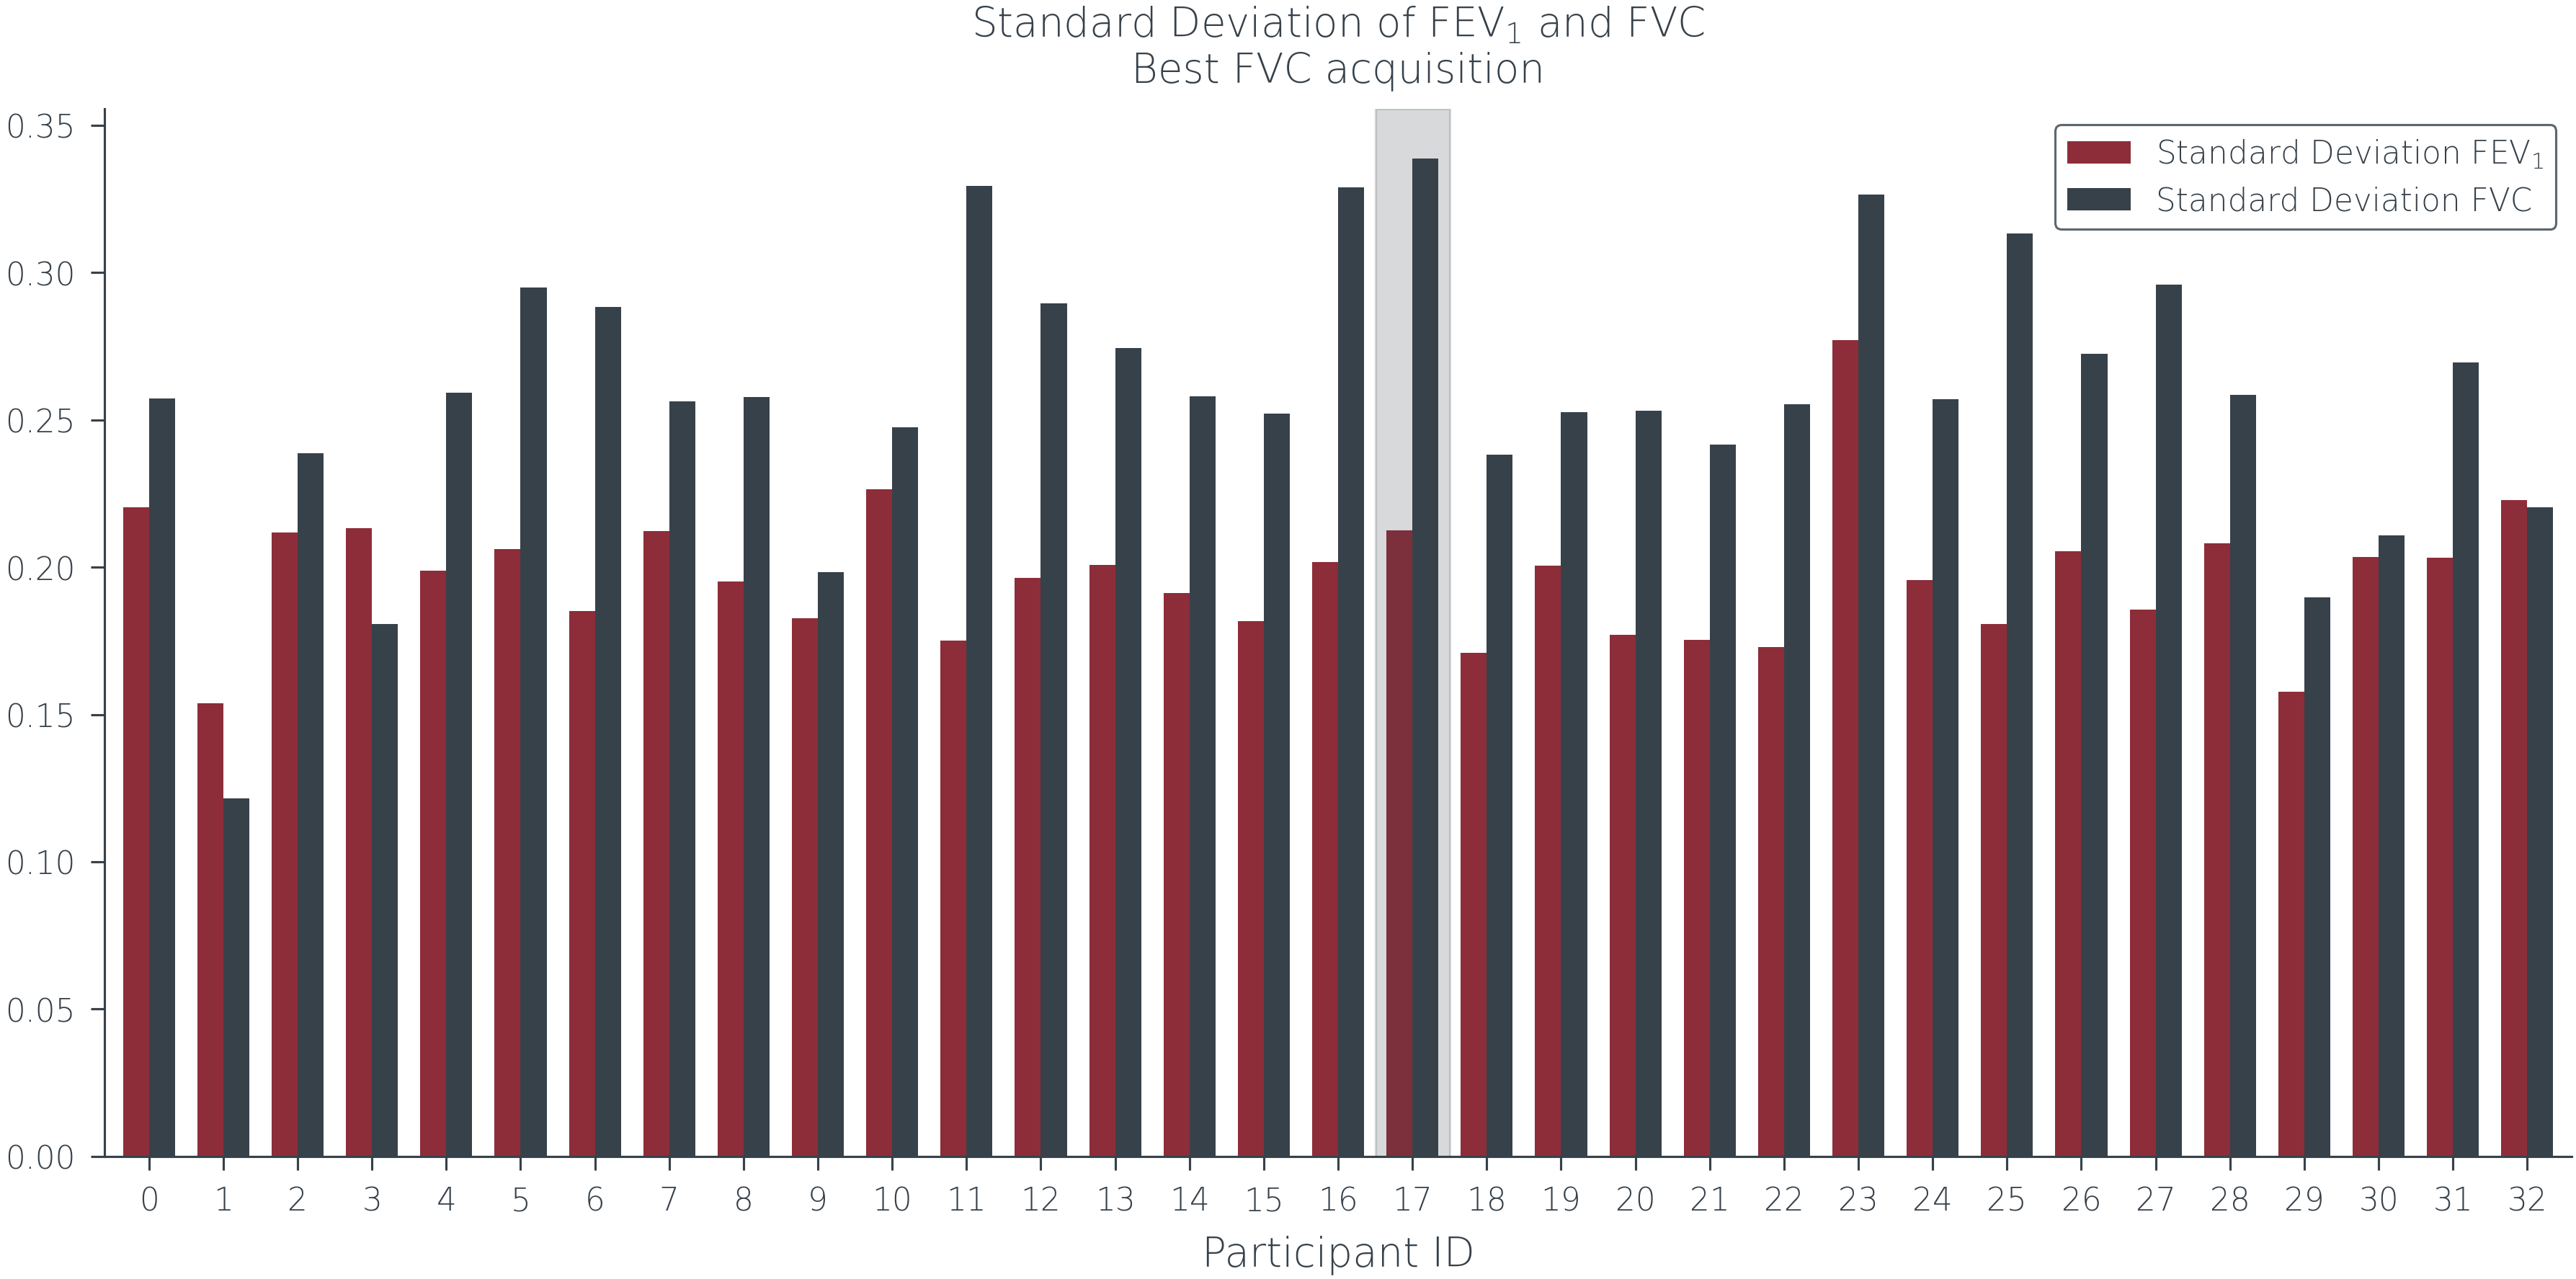 Standard Deviation of FEV₁ and FVC
Best FVC acquisition
Standard Deviation FEV₁
Standard Deviation FVC
0.35
0.30
0.25
0.20
0.15
0.10
0.05
0.00
0 1 2 3 4 5 6 7 8 9 10 11 12 13 14 15 16 17 18 19 20 21 22 23 24 25 26 27 28 29 30 31 32
Participant ID